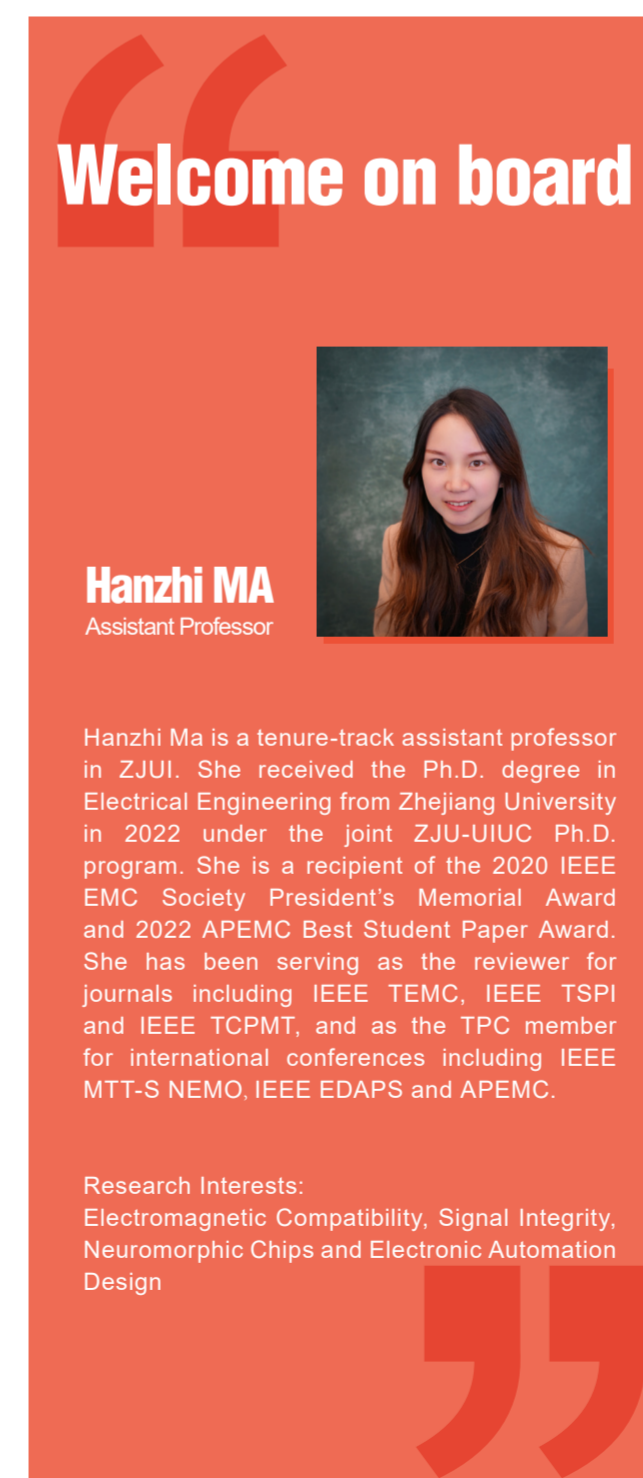 Welcome on board
Hanzhi MA
Assistant Professor
Hanzhi Ma is a tenure-track assistant professor
in ZJUI. She received the Ph.D. degree in
Electrical Engineering from Zhejiang University
in 2022 under the joint ZJU-UIUC Ph.D.
program. She is a recipient of the 2020 IEEE
EMC Society President’s Memorial Award
and 2022 APEMC Best Student Paper Award.
She has been serving as the reviewer for
journals including IEEE TEMC, IEEE TSPI
and IEEE TCPMT, and as the TPC member
for international conferences including IEEE
MTT-S NEMO, IEEE EDAPS and APEMC.
Research Interests:
Electromagnetic Compatibility, Signal Integrity,
Neuromorphic Chips and Electronic Automation
Design